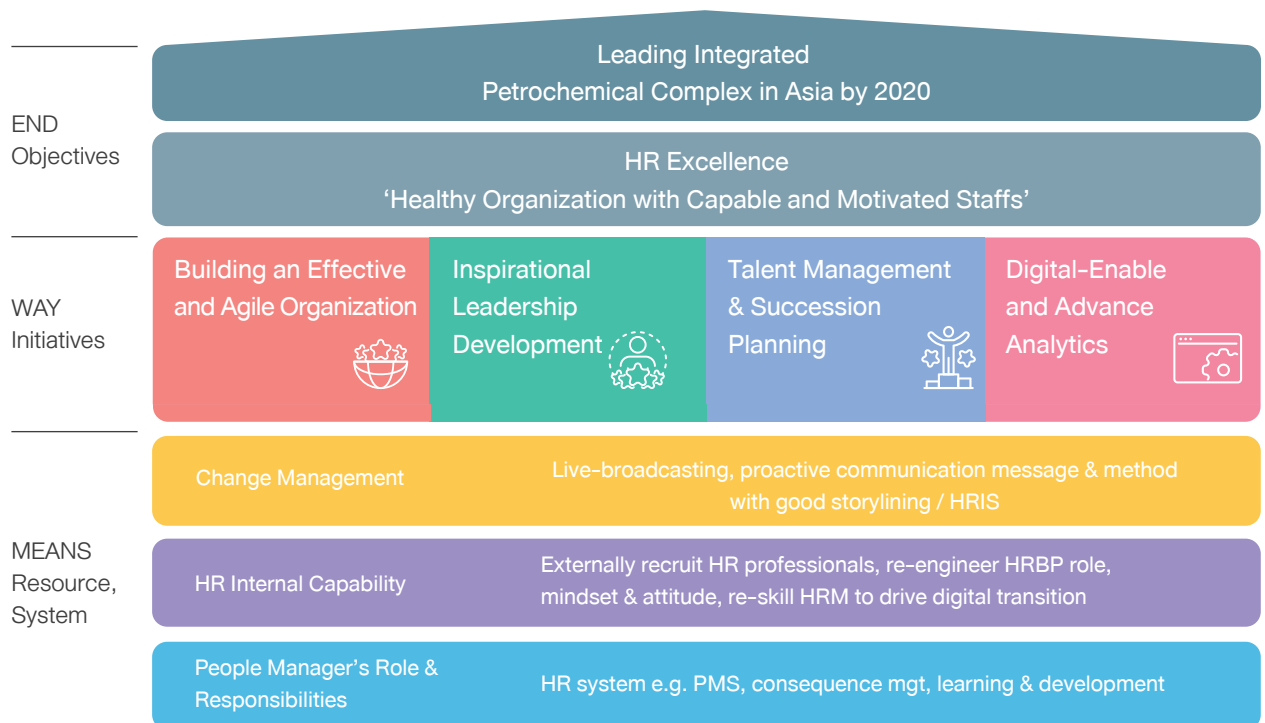 END
Objectives
Leading Integrated
Petrochemical Complex in Asia by 2020
HR Excellence
‘Healthy Organization with Capable and Motivated Staffs’
WAY
Initiatives
Building an Effective
and Agile Organization
Inspirational
Leadership
Development
Talent Management
& Succession
Planning
Digital-Enable
and Advance
Analytics
MEANS
Resource,
System
Change Management
Live-broadcasting, proactive communication message & method
with good storylining / HRIS
HR Internal Capability
Externally recruit HR professionals, re-engineer HRBP role,
mindset & attitude, re-skill HRM to drive digital transition
People Manager’s Role &
Responsibilities
HR system e.g. PMS, consequence mgt, learning & development